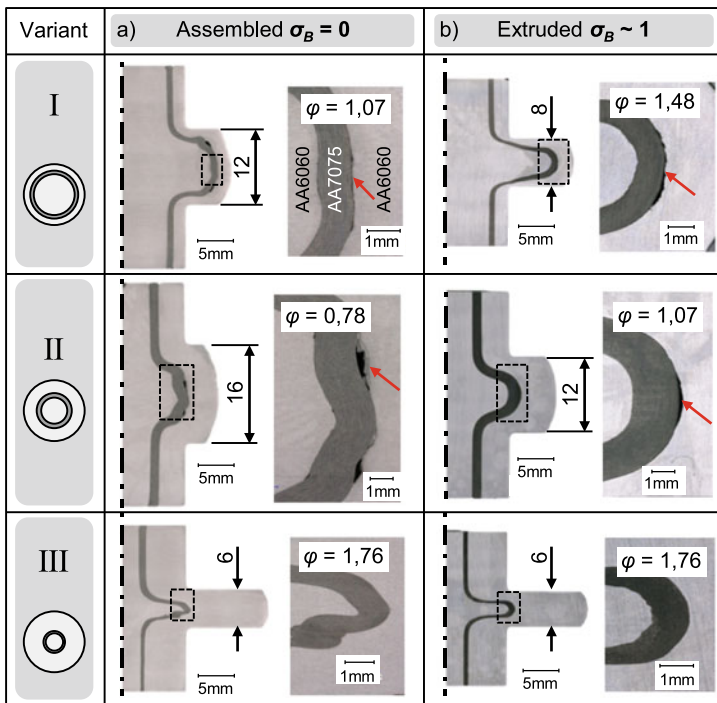 Variant
a) Assembled σB = 0
b) Extruded σB ~ 1
I
12
5mm
φ = 1,07
AA6060
AA7075
AA6060
1mm
8
5mm
φ = 1,48
1mm
II
16
5mm
φ = 0,78
1mm
12
5mm
φ = 1,07
1mm
III
6
5mm
φ = 1,76
1mm
6
5mm
φ = 1,76
1mm